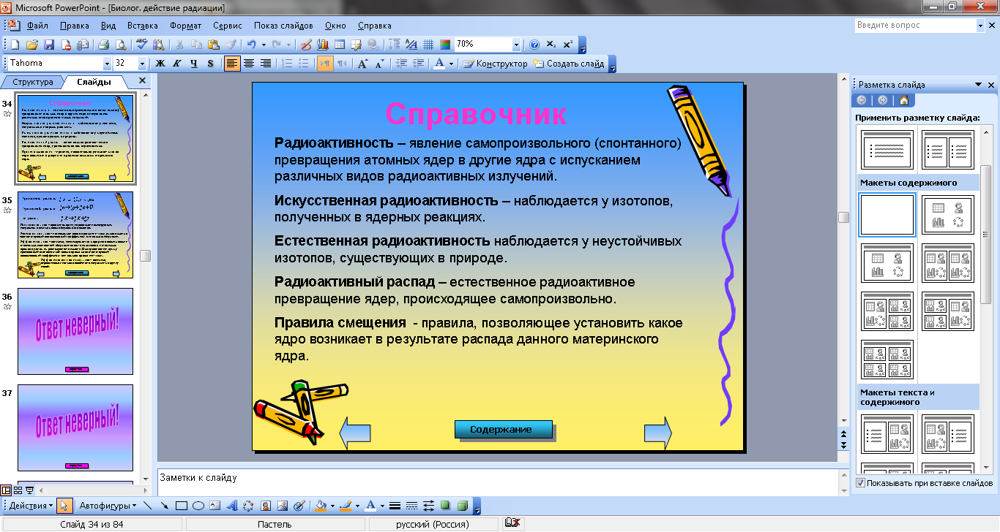 Microsoft PowerPoint - [Биолог. действие радиации]
Файл Правка Вид Вставка Формат Сервис Показ слайдов Окно Справка
Введите вопрос
70%
Tahoma 32 Ж К Ч S Конструктор Создать слайд
Структура Слайды
Разметка слайда
Применить разметку слайда:
Макеты содержимого
Макеты текста и
содержимого
Показывать при вставке слайдов
34
35
36
Ответ неверный!
37
Ответ неверный!
Справочник
Радиоактивность – явление самопроизвольного (спонтанного)
превращения атомных ядер в другие ядра с испусканием
различных видов радиоактивных излучений.
Искусственная радиоактивность – наблюдается у изотопов,
полученных в ядерных реакциях.
Естественная радиоактивность наблюдается у неустойчивых
изотопов, существующих в природе.
Радиоактивный распад – естественное радиоактивное
превращение ядер, происходящее самопроизвольно.
Правила смещения - правила, позволяющее установить какое
ядро возникает в результате распада данного материнского
ядра.
Содержание
Заметки к слайду
Действия Автофигуры
Слайд 34 из 84 Пастель русский (Россия)